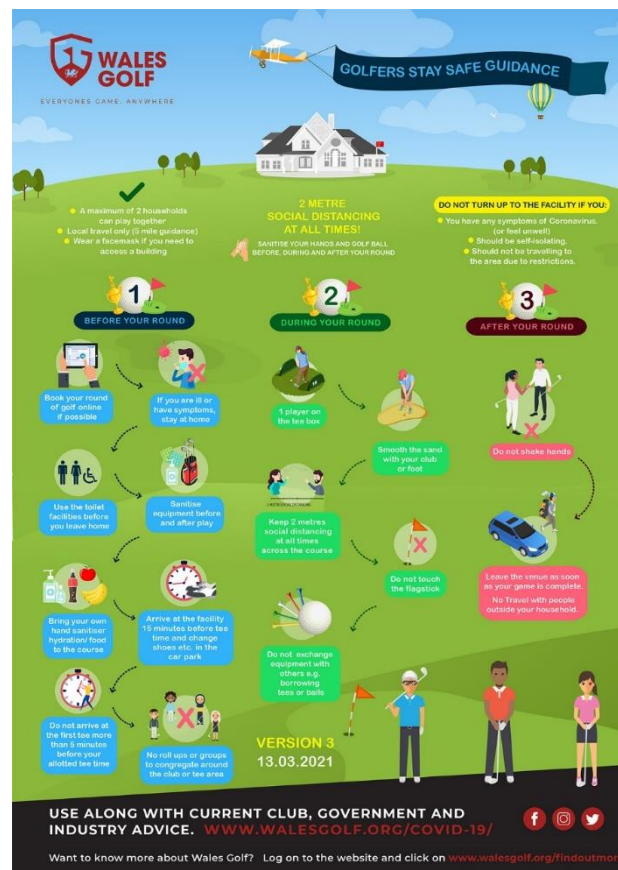 WALES
GOLF
EVERYONES GAME. ANYWHERE
GOLFERS STAY SAFE GUIDANCE
A maximum of 2 households
can play together
Local travel only (5 mile guidance)
Wear a facemask if you need to
access a building
2 METRE
SOCIAL DISTANCING
AT ALL TIMES!
SANITISE YOUR HANDS AND GOLF BALL
BEFORE, DURING AND AFTER YOUR ROUND
DO NOT TURN UP TO THE FACILITY IF YOU:
You have any symptoms of Coronavirus.
(or feel unwell)
Should be self-isolating.
Should not be travelling to
the area due to restrictions.
1
BEFORE YOUR ROUND
Book your round
of golf online
if possible
If you are ill or
have symptoms,
stay at home
Use the toilet
facilities before
you leave home
Sanitise
equipment before
and after play
Bring your own
hand sanitiser
hydration/ food
to the course
Arrive at the facility
15 minutes before tee
time and change
shoes etc. in the
car park
Do not arrive at
the first tee more
than 5 minutes
before your
allotted tee time
No roll ups or groups
to congregate around
the club or tee area
2
DURING YOUR ROUND
1 player on
the tee box
Smooth the sand
with your club
or foot
Keep 2 metres
social distancing
at all times
across the course
Do not touch
the flagstick
Do not exchange
equipment with
others e.g.
borrowing
tees or balls
3
AFTER YOUR ROUND
Do not shake hands
Leave the venue as soon
as your game is complete.
No Travel with people
outside your household.
VERSION 3
13.03.2021
USE ALONG WITH CURRENT CLUB, GOVERNMENT AND
INDUSTRY ADVICE. WWW.WALESGOLF.ORG/COVID-19/
Want to know more about Wales Golf? Log on to the website and click on www.walesgolf.org/findoutmor